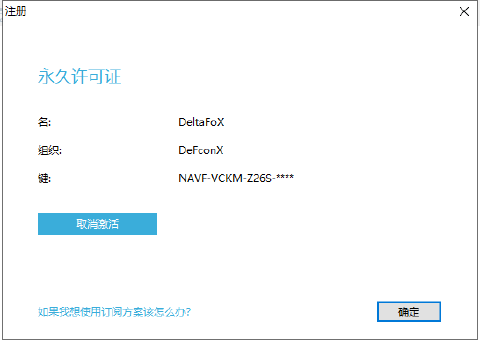 注册
永久许可证
名: DeltaFoX
组织: DeFconX
键: NAVF-VCKM-Z26S-****
取消激活
如果我想使用订阅方案该怎么办?
确定